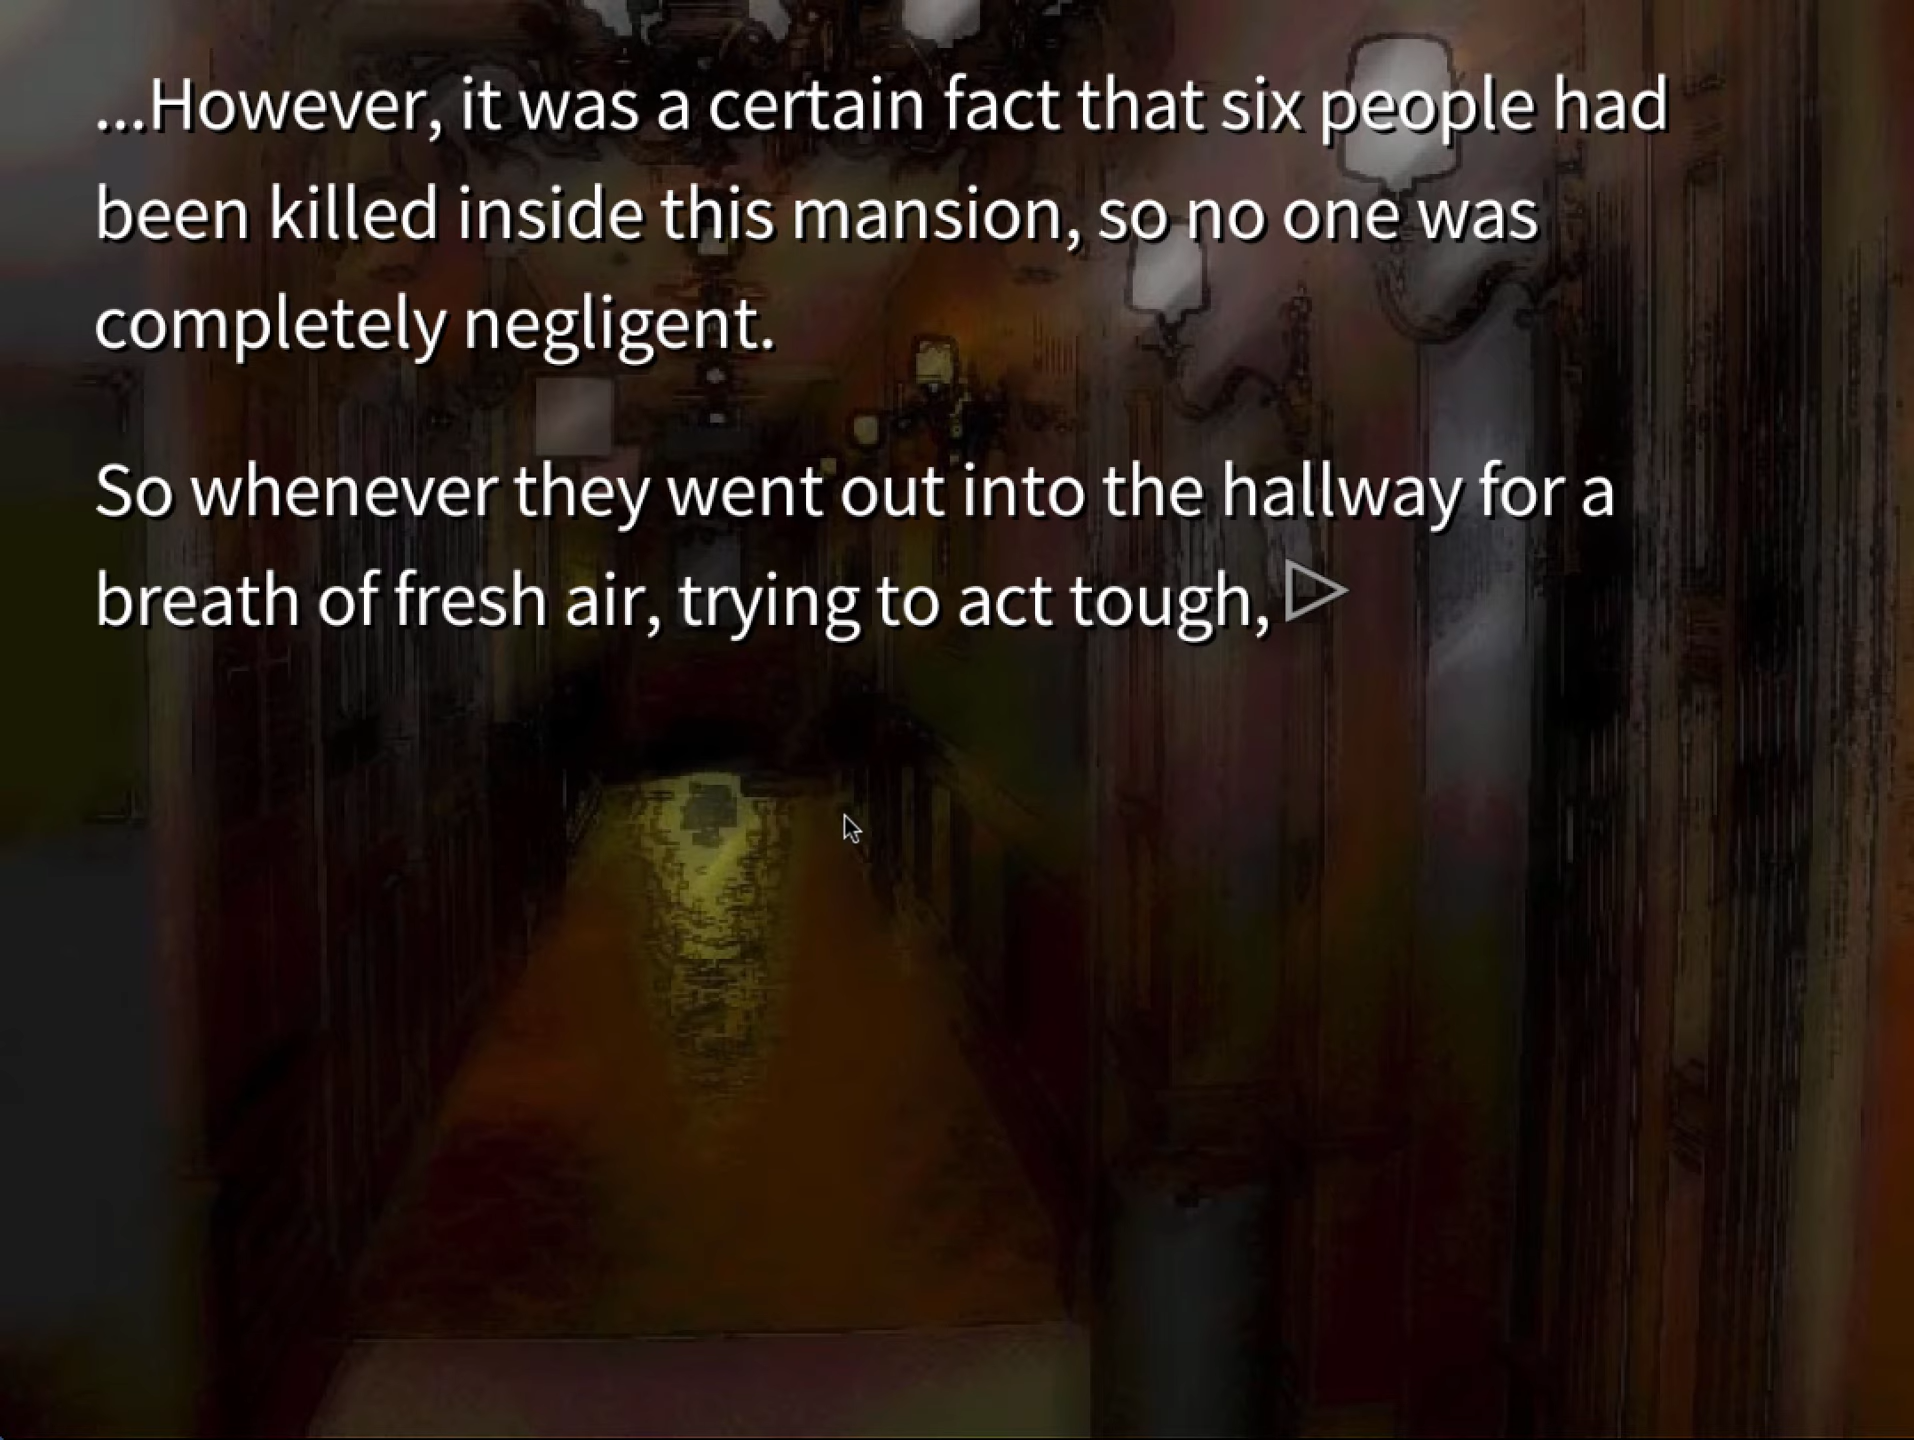 ...However, it was a certain fact that six people had
been killed inside this mansion, so no one was
completely negligent.
So whenever they went out into the hallway for a
breath of fresh air, trying to act tough,